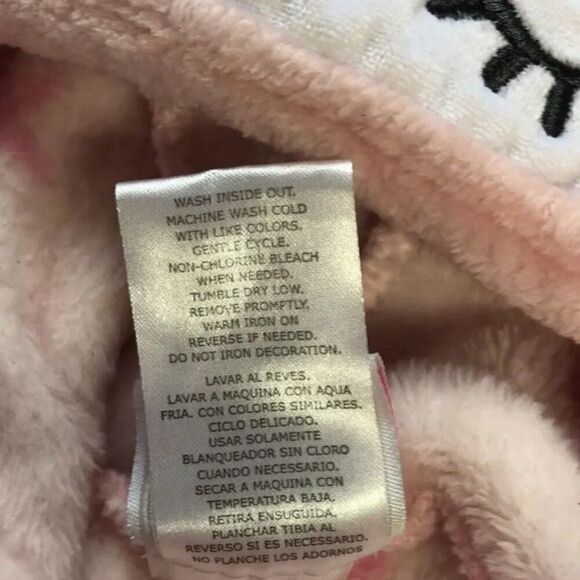 WASH INSIDE OUT.
MACHINE WASH COLD
WITH LIKE COLORS.
GENTLE CYCLE.
NON-CHLORINE BLEACH
WHEN NEEDED.
TUMBLE DRY LOW.
REMOVE PROMPTLY.
WARM IRON ON
REVERSE IF NEEDED.
DO NOT IRON DECORATION.
LAVAR AL REVES.
LAVAR A MAQUINA CON AQUA
FRIA. CON COLORES SIMILARES.
CICLO DELICADO.
USAR SOLAMENTE
BLANQUEADOR SIN CLORO
CUANDO NECESSARIO.
SECAR A MAQUINA CON
TEMPERATURA BAJA.
RETIRA ENSUGUIDA.
PLANCHAR TIBIA AL
REVERSO SI ES NECESARIO.
NO PLANCHE LOS ADORNOS